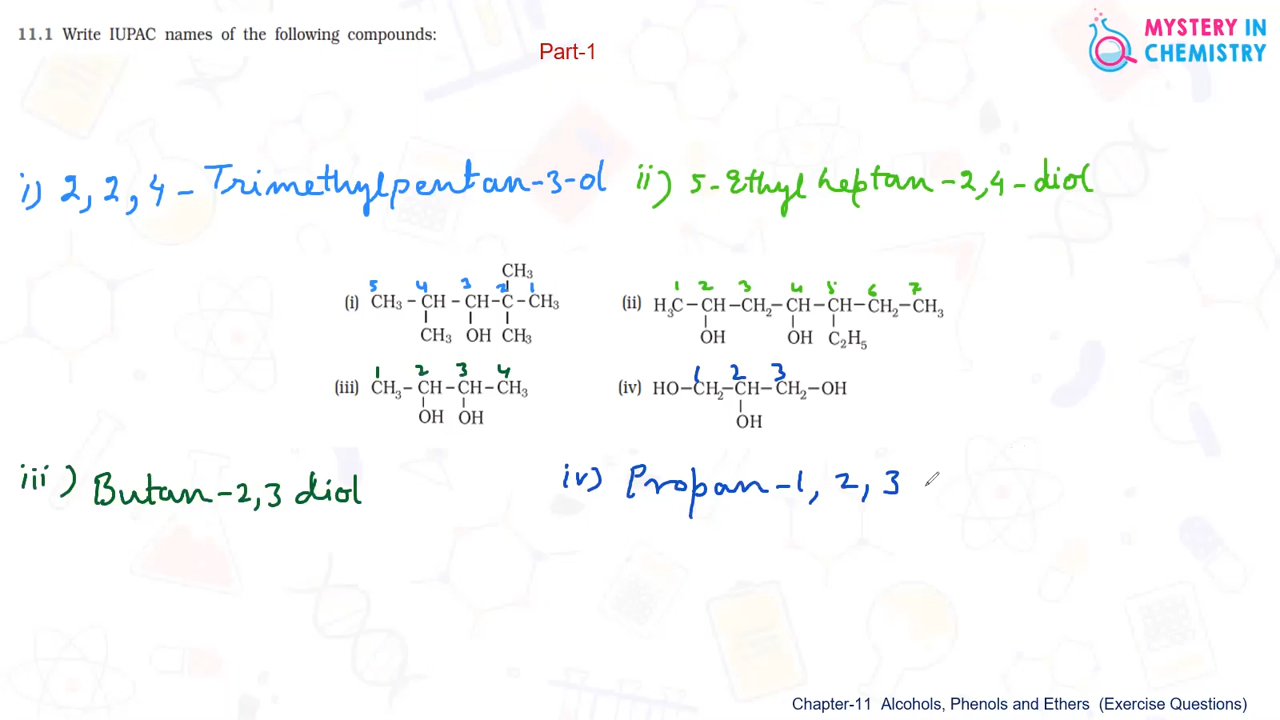 11.1 Write IUPAC names of the following compounds:
Part-1
MYSTERY IN
CHEMISTRY
i) 2, 2, 4 - Trimethylpentan-3-ol
ii) 5-Ethyl heptan-2,4-diol
CH₃
5 4 3 2 1
(i) CH₃ – CH – CH – C – CH₃
CH₃ OH CH₃
1 2 3 4 5 6 7
(ii) H₃C – CH – CH₂ – CH – CH – CH₂ – CH₃
OH OH C₂H₅
1 2 3 4
(iii) CH₃ – CH – CH – CH₃
OH OH
1 2 3
(iv) HO – CH₂ – CH – CH₂ – OH
OH
iii) Butan-2,3 diol
iv) Propan-1, 2, 3
Chapter-11 Alcohols, Phenols and Ethers (Exercise Questions)